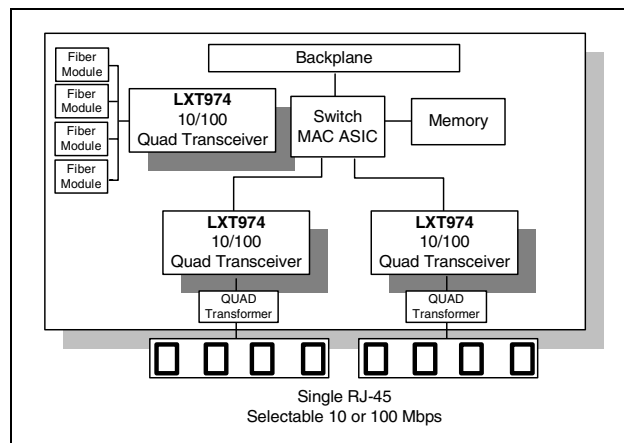 Fiber
Module
Fiber
Module
Fiber
Module
Fiber
Module
LXT974
10/100
Quad Transceiver
Backplane
Switch
MAC ASIC
Memory
LXT974
10/100
Quad Transceiver
LXT974
10/100
Quad Transceiver
QUAD
Transformer
QUAD
Transformer
Single RJ-45
Selectable 10 or 100 Mbps